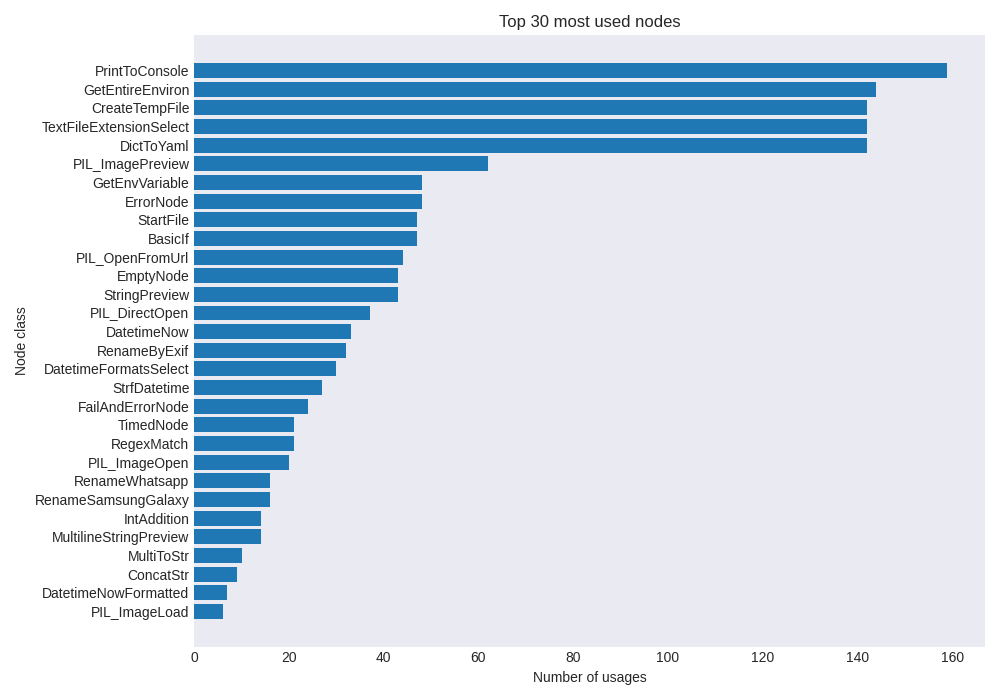 Top 30 most used nodes
Node class
PrintToConsole
GetEntireEnviron
CreateTempFile
TextFileExtensionSelect
DictToYaml
PIL_ImagePreview
GetEnvVariable
ErrorNode
StartFile
BasicIf
PIL_OpenFromUrl
EmptyNode
StringPreview
PIL_DirectOpen
DatetimeNow
RenameByExif
DatetimeFormatsSelect
StrfDatetime
FailAndErrorNode
TimedNode
RegexMatch
PIL_ImageOpen
RenameWhatsapp
RenameSamsungGalaxy
IntAddition
MultilineStringPreview
MultiToStr
ConcatStr
DatetimeNowFormatted
PIL_ImageLoad
0 20 40 60 80 100 120 140 160
Number of usages